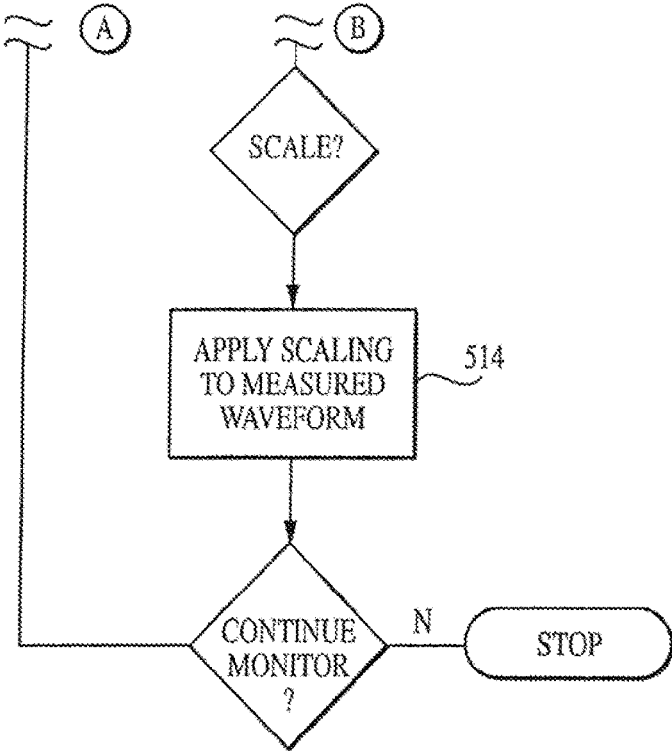 A
B
SCALE?
APPLY SCALING
TO MEASURED
WAVEFORM
514
CONTINUE
MONITOR
?
N
STOP